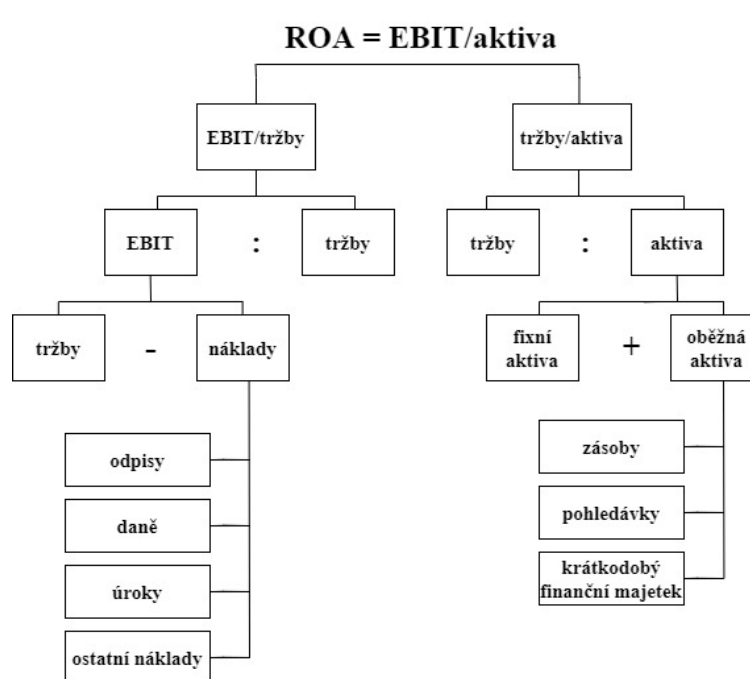 ROA = EBIT/aktiva
EBIT/tržby
tržby/aktiva
EBIT
:
tržby
tržby
:
aktiva
tržby
-
náklady
fixní
aktiva
+
oběžná
aktiva
odpisy
daně
úroky
ostatní náklady
zásoby
pohledávky
krátkodobý
finanční majetek